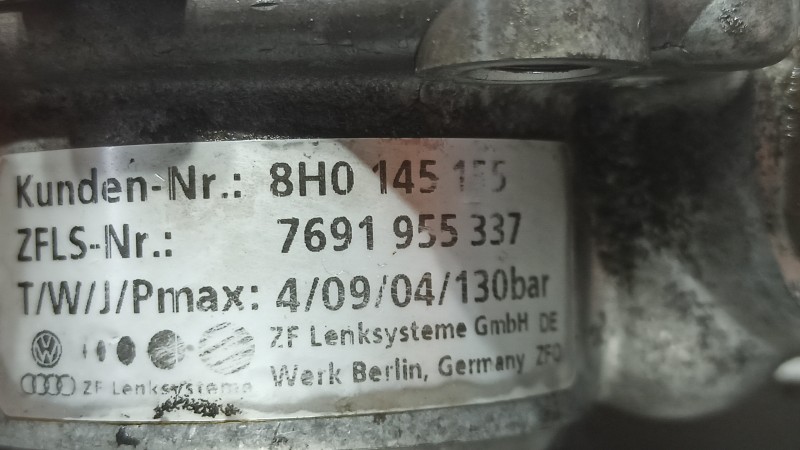 Kunden-Nr.: 8H0 145 155
ZFLS-Nr.: 7691 955 337
T/W/J/Pmax: 4/09/04/130bar
ZF Lenksysteme GmbH DE
Werk Berlin, Germany
ZF Lenksysteme